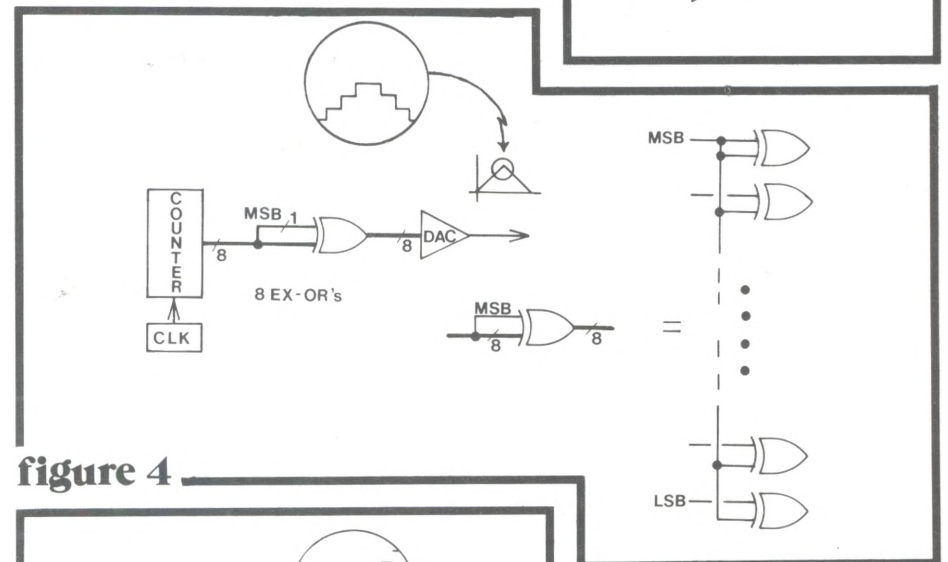 MSB
COUNTER
MSB 1
8
8
DAC
8 EX-OR's
CLK
MSB
8
8
=
figure 4
LSB